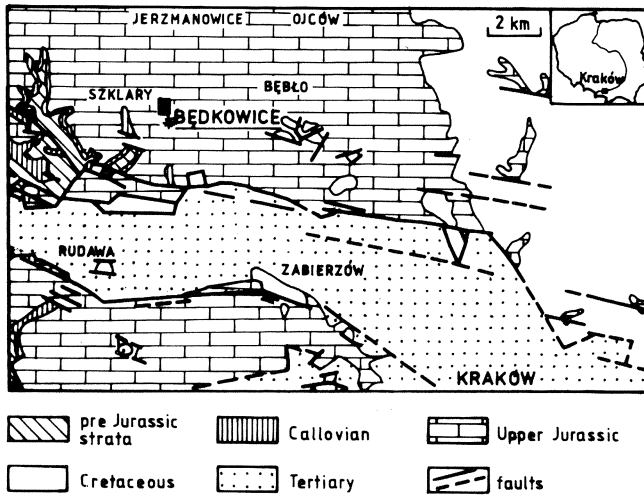 JERZMANOWICE OJCÓW
2 km
Kraków
SZKLARY
BĘBŁO
BĘDKOWICE
RUDAWA
ZABIERZÓW
KRAKÓW
pre Jurassic strata
Callovian
Upper Jurassic
Cretaceous
Tertiary
faults